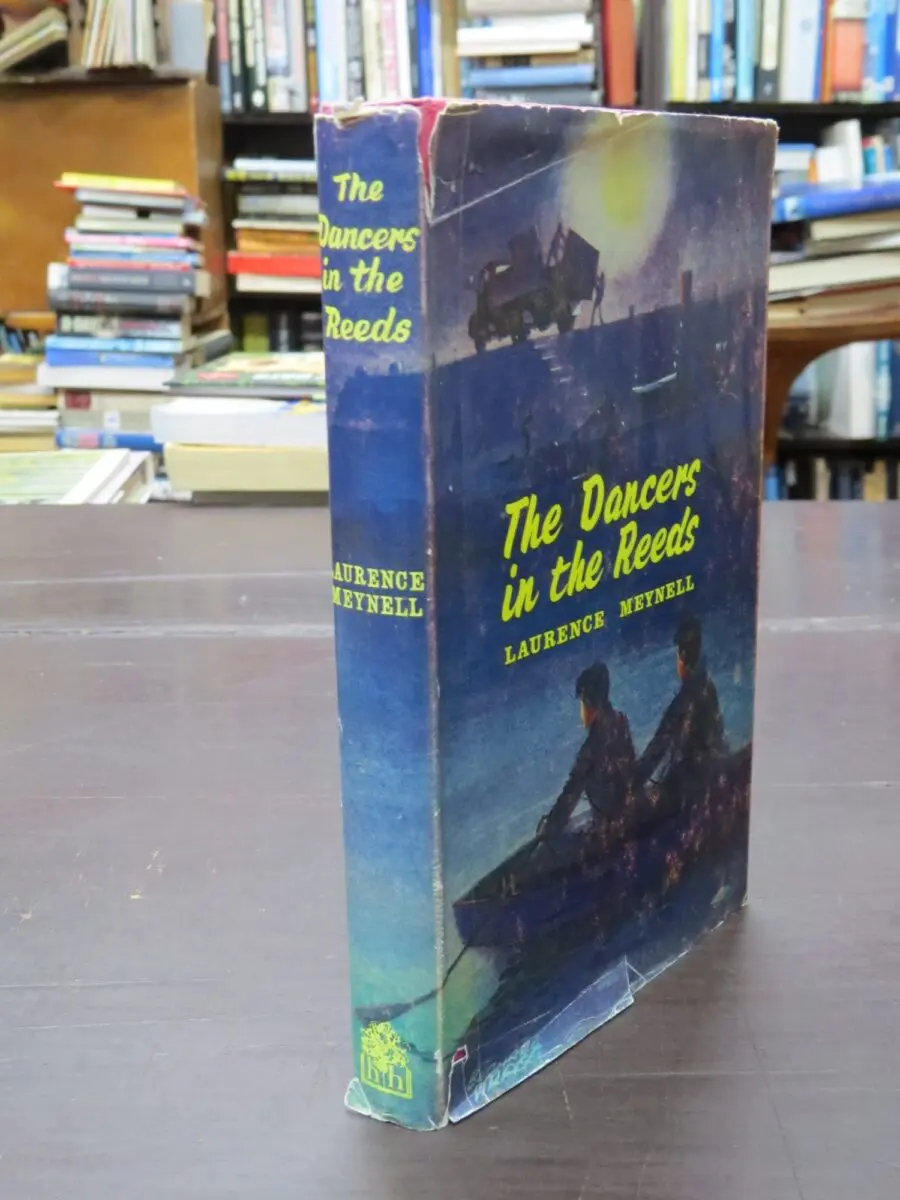 The
Dancers
in the
Reeds
LAURENCE
MEYNELL
hh
The Dancers
in the Reeds
LAURENCE MEYNELL